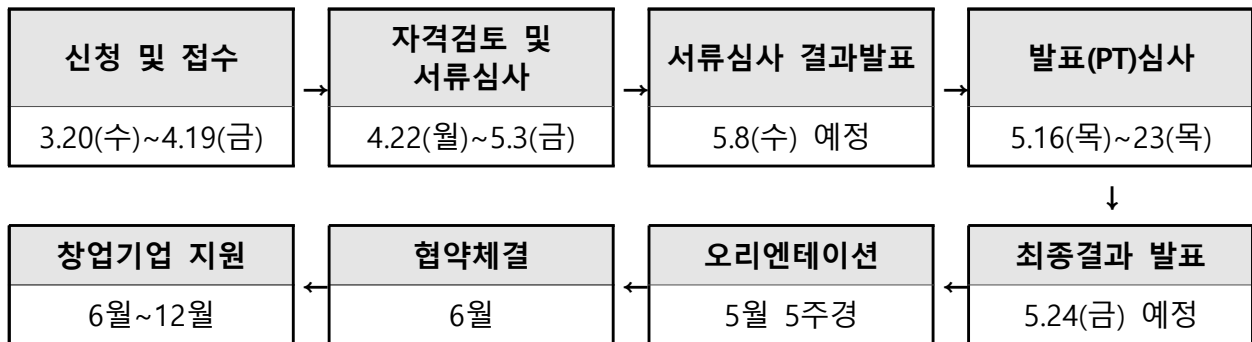 신청 및 접수
3.20(수)~4.19(금)
→
자격검토 및
서류심사
4.22(월)~5.3(금)
→
서류심사 결과발표
5.8(수) 예정
→
발표(PT)심사
5.16(목)~23(목)
↓
최종결과 발표
5.24(금) 예정
←
오리엔테이션
5월 5주경
←
협약체결
6월
←
창업기업 지원
6월~12월